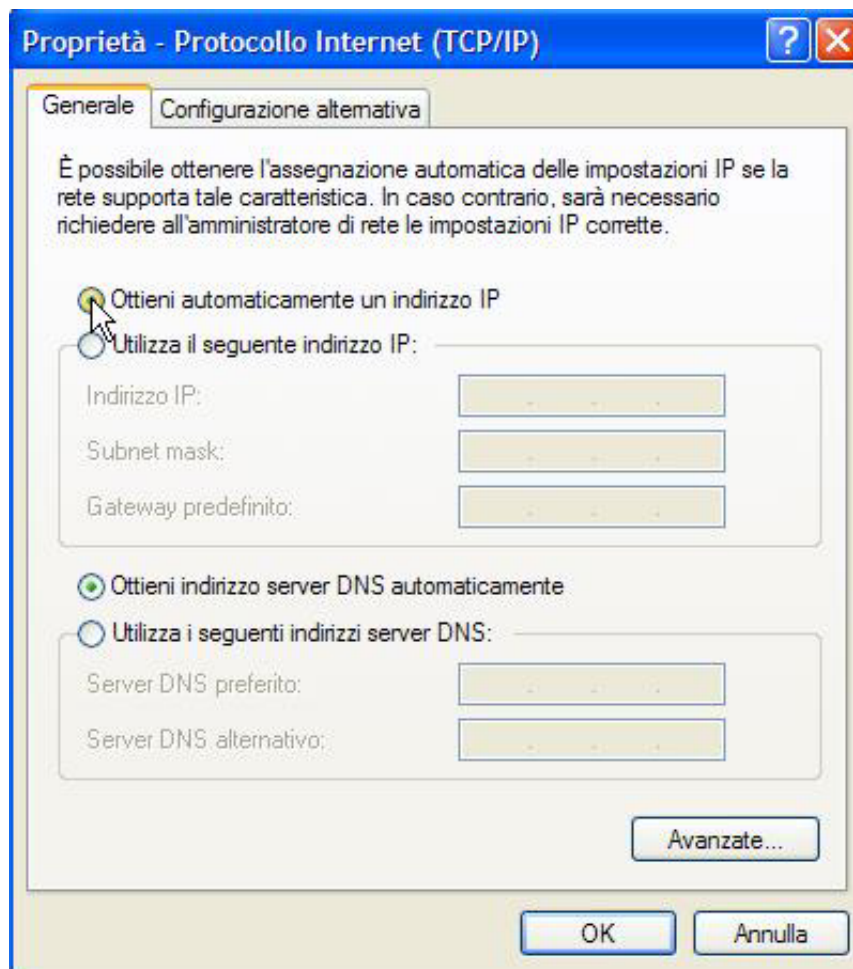 Proprietà - Protocollo Internet (TCP/IP)
Generale
Configurazione alternativa
È possibile ottenere l'assegnazione automatica delle impostazioni IP se la
rete supporta tale caratteristica. In caso contrario, sarà necessario
richiedere all'amministratore di rete le impostazioni IP corrette.
Ottieni automaticamente un indirizzo IP
Utilizza il seguente indirizzo IP:
Indirizzo IP:
Subnet mask:
Gateway predefinito:
Ottieni indirizzo server DNS automaticamente
Utilizza i seguenti indirizzi server DNS:
Server DNS preferito:
Server DNS alternativo:
Avanzate...
OK
Annulla